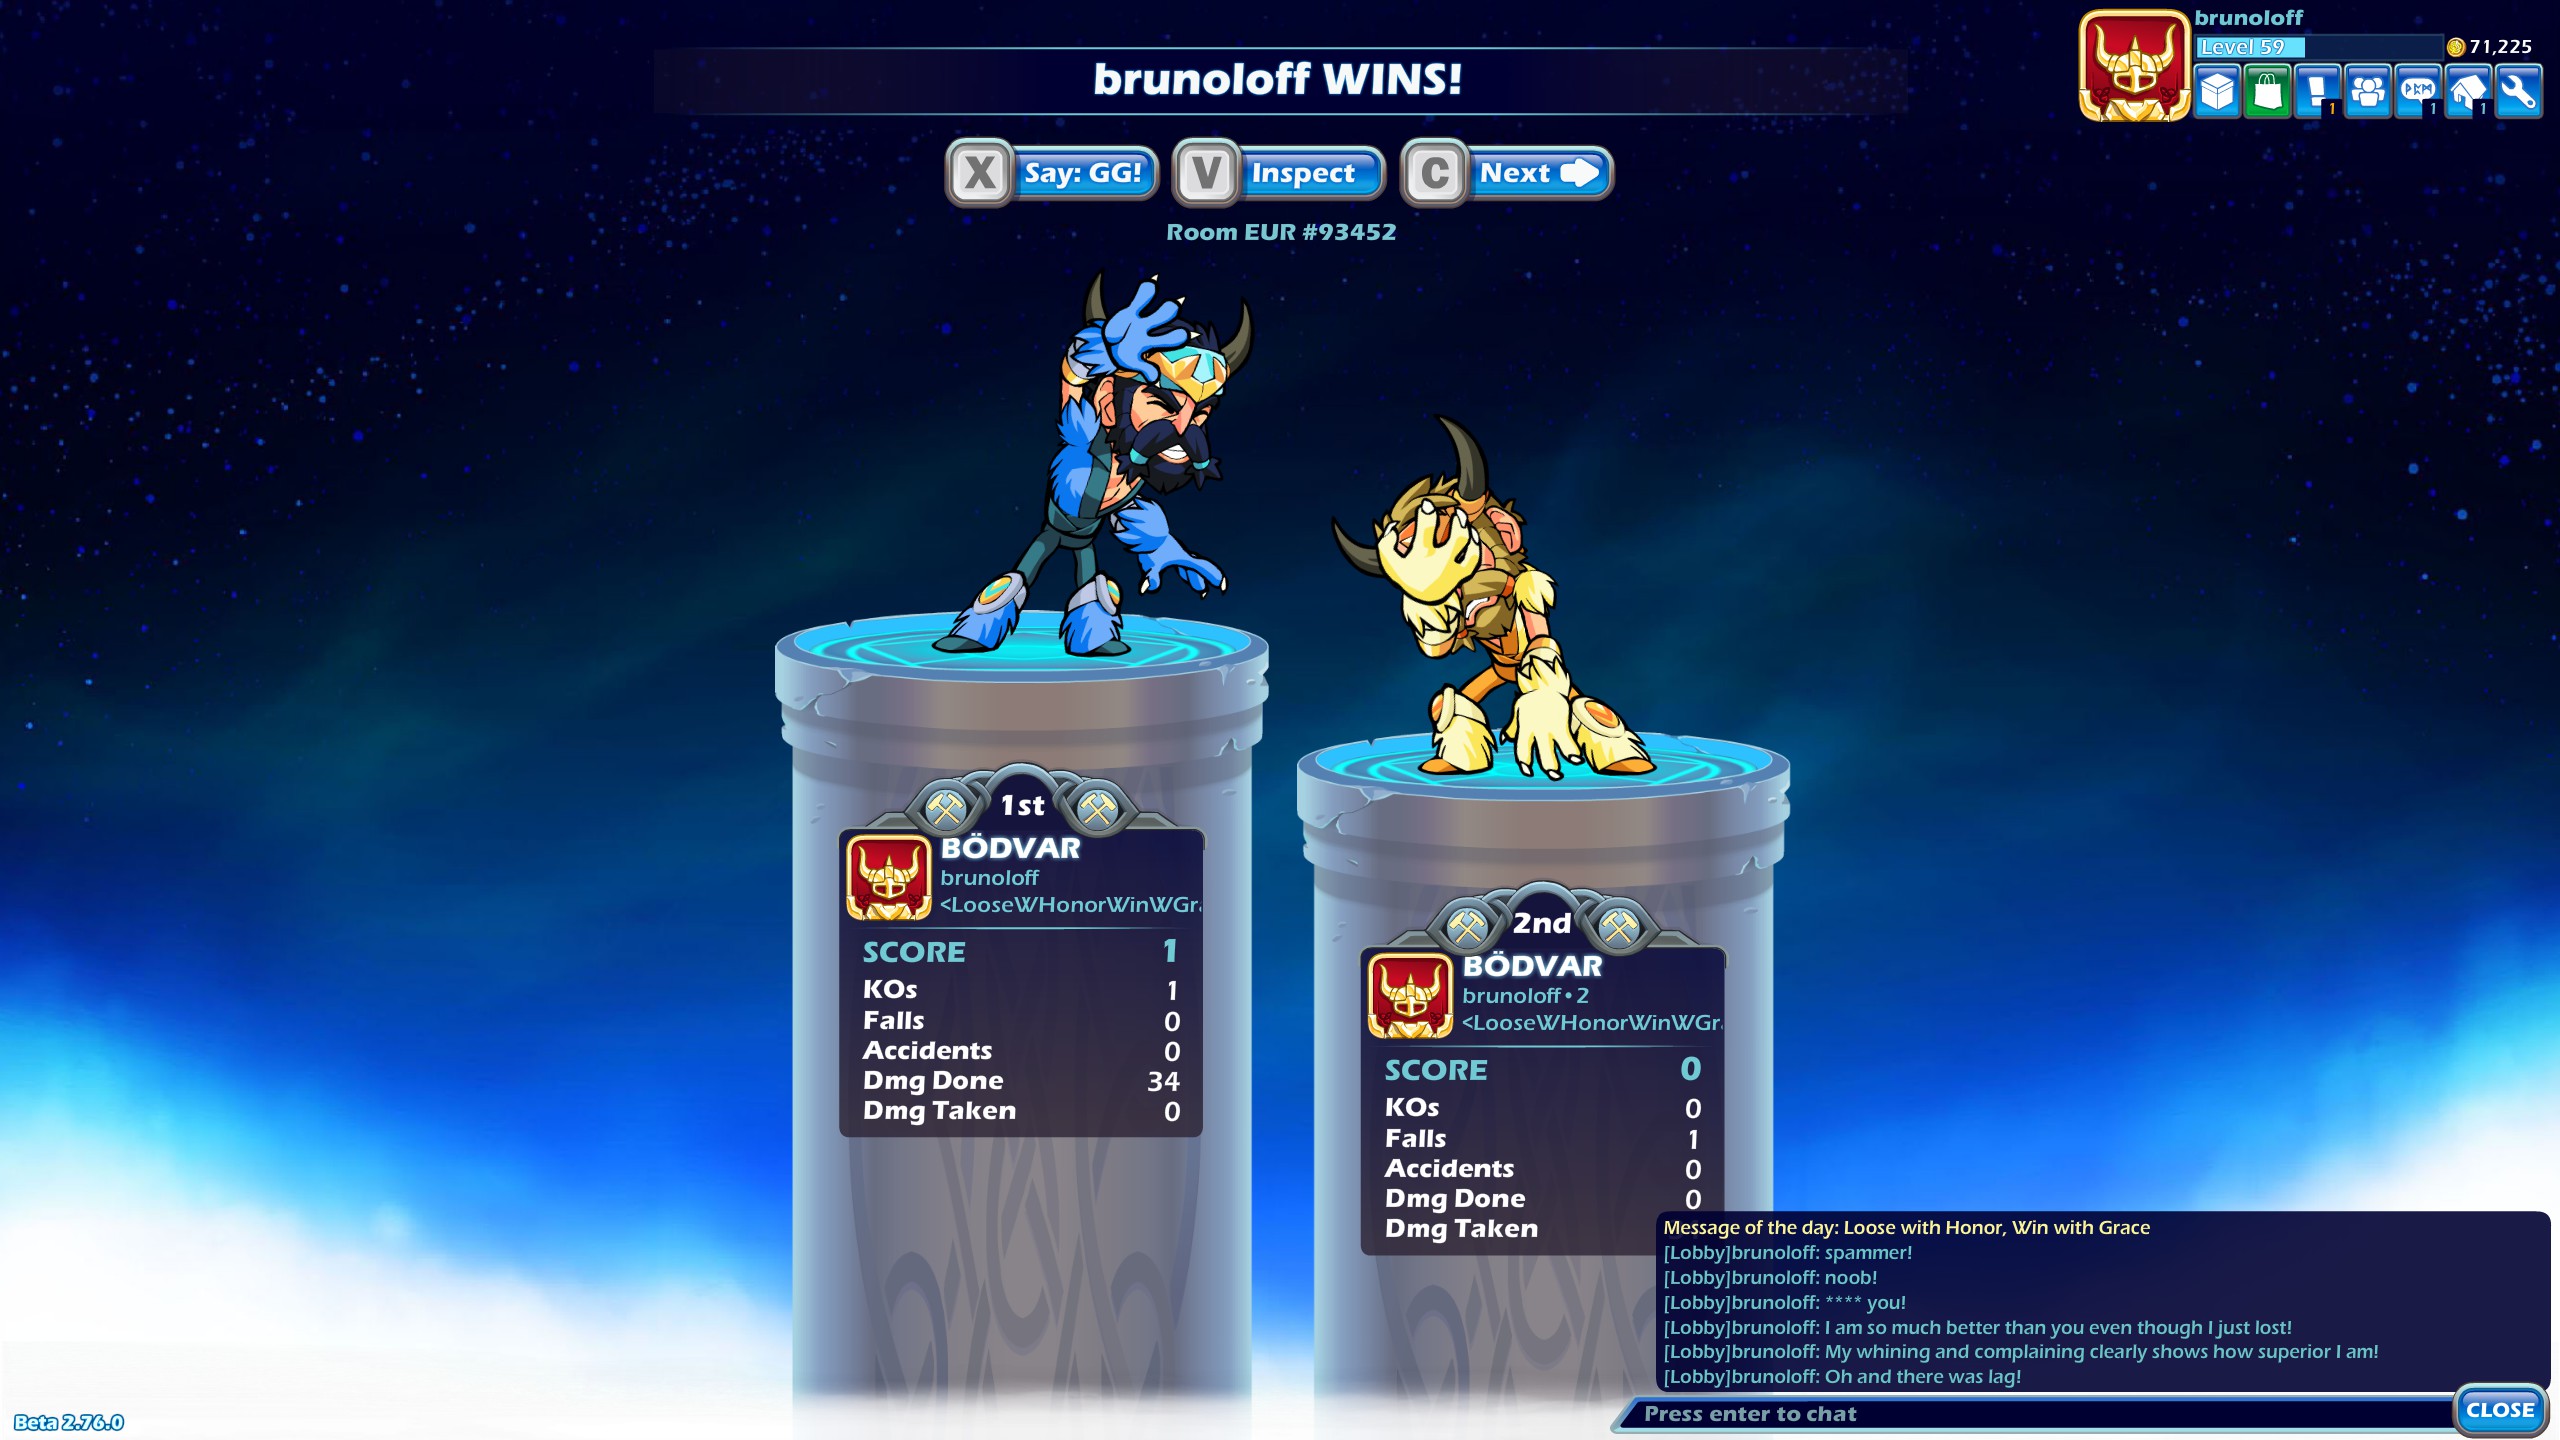 brunoloff
Level 59
71,225
1
1
1
brunoloff WINS!
X Say: GG!
V Inspect
C Next
Room EUR #93452
1st
BÖDVAR
brunoloff
<LooseWHonorWinWGr
SCORE 1
KOs 1
Falls 0
Accidents 0
Dmg Done 34
Dmg Taken 0
2nd
BÖDVAR
brunoloff•2
<LooseWHonorWinWGr
SCORE 0
KOs 0
Falls 1
Accidents 0
Dmg Done 0
Dmg Taken
Message of the day: Loose with Honor, Win with Grace
[Lobby]brunoloff: spammer!
[Lobby]brunoloff: noob!
[Lobby]brunoloff: **** you!
[Lobby]brunoloff: I am so much better than you even though I just lost!
[Lobby]brunoloff: My whining and complaining clearly shows how superior I am!
[Lobby]brunoloff: Oh and there was lag!
Press enter to chat
CLOSE
Beta 2.76.0